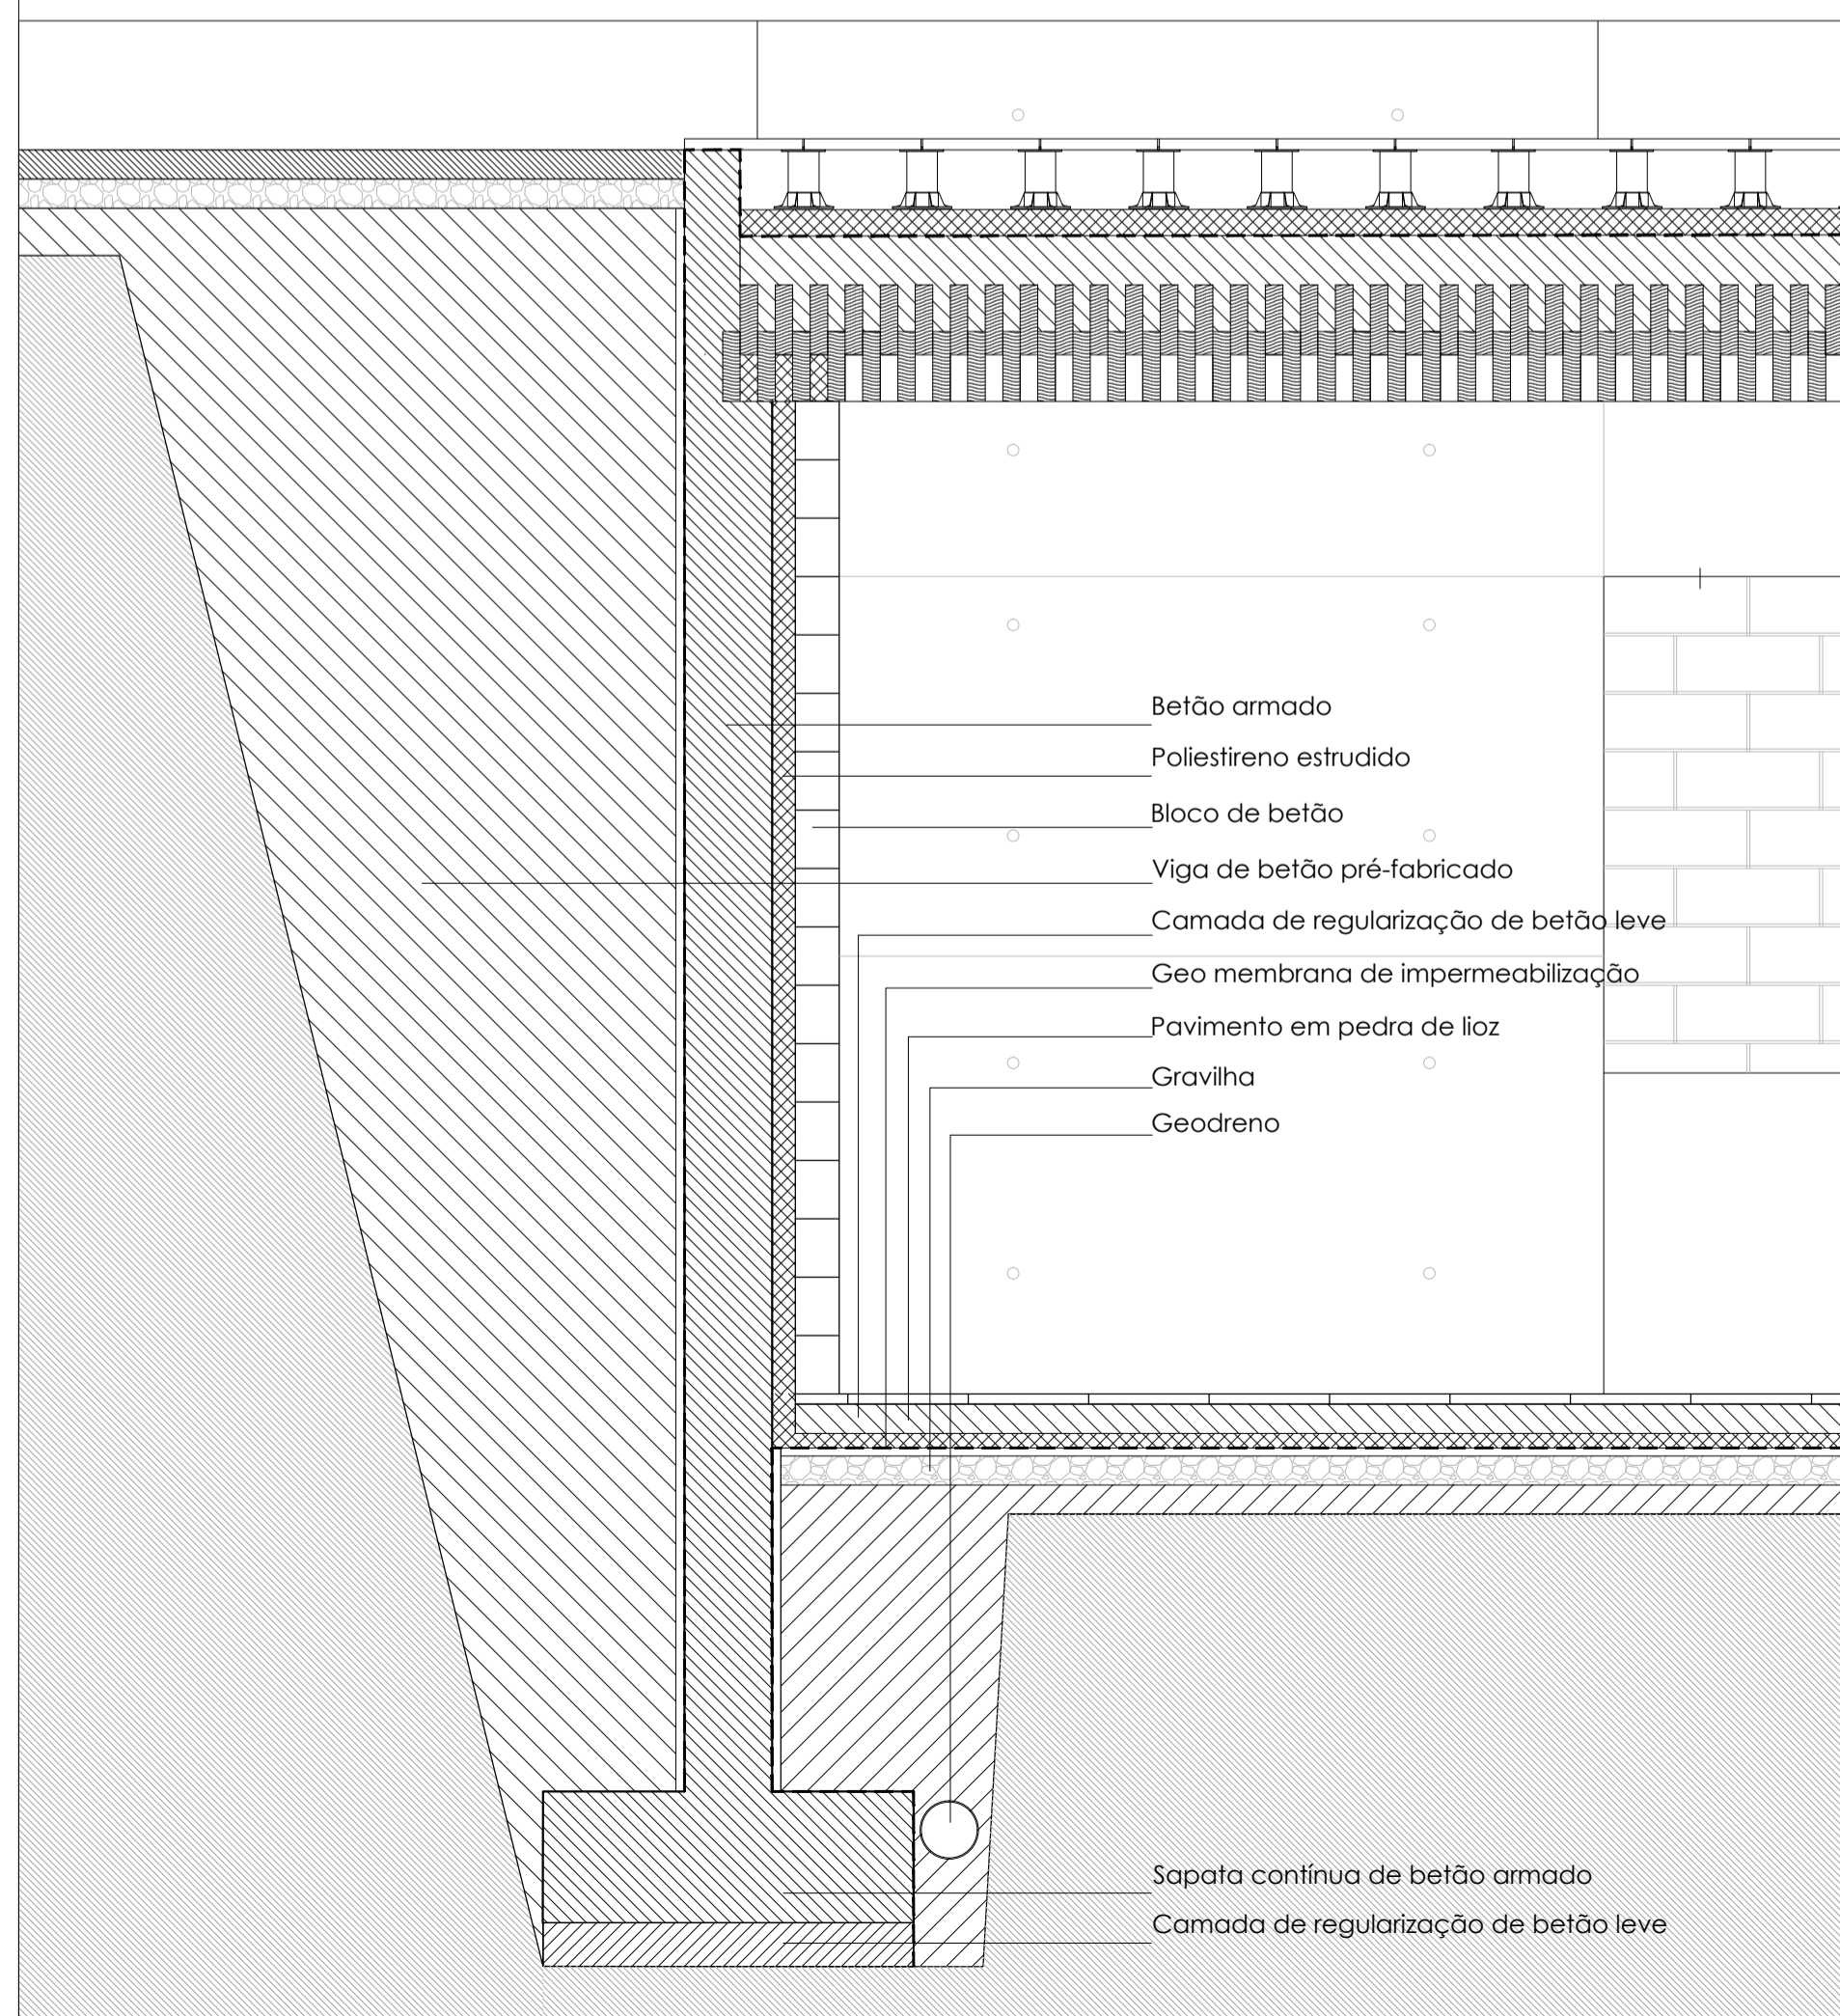 Betão armado
Poliestireno estrudido
Bloco de betão
Viga de betão pré-fabricado
Camada de regularização de betão leve
Geo membrana de impermeabilização
Pavimento em pedra de lioz
Gravilha
Geodreno
Sapata contínua de betão armado
Camada de regularização de betão leve